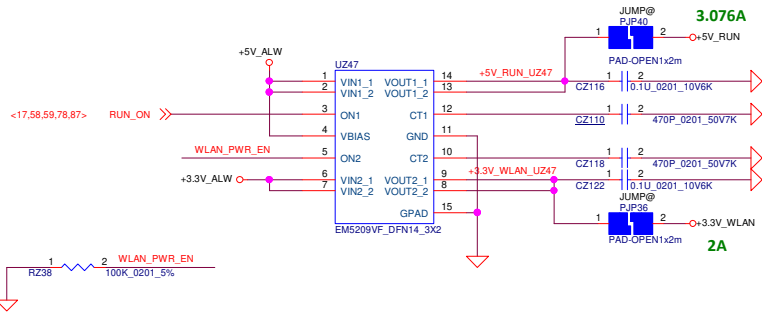 JUMP@
3.076A
1 PJP40 2
+5V_RUN
PAD-OPEN1x2m
+5V_ALW
UZ47
1 VIN1_1 VOUT1_1 14 +5V_RUN_UZ47
2 VIN1_2 VOUT1_2 13
1 2
CZ116 0.1U_0201_10V6K
<17,58,59,78,87> RUN_ON
3 ON1 CT1 12
1 2
CZ110 470P_0201_50V7K
4 VBIAS GND 11
WLAN_PWR_EN
5 ON2 CT2 10
1 2
CZ118 470P_0201_50V7K
+3.3V_ALW
6 VIN2_1 VOUT2_1 9 +3.3V_WLAN_UZ47
7 VIN2_2 VOUT2_2 8
1 2
CZ122 0.1U_0201_10V6K
JUMP@
1 PJP36 2
+3.3V_WLAN
PAD-OPEN1x2m
2A
GPAD 15
EM5209VF_DFN14_3X2
1 2 WLAN_PWR_EN
RZ38 100K_0201_5%